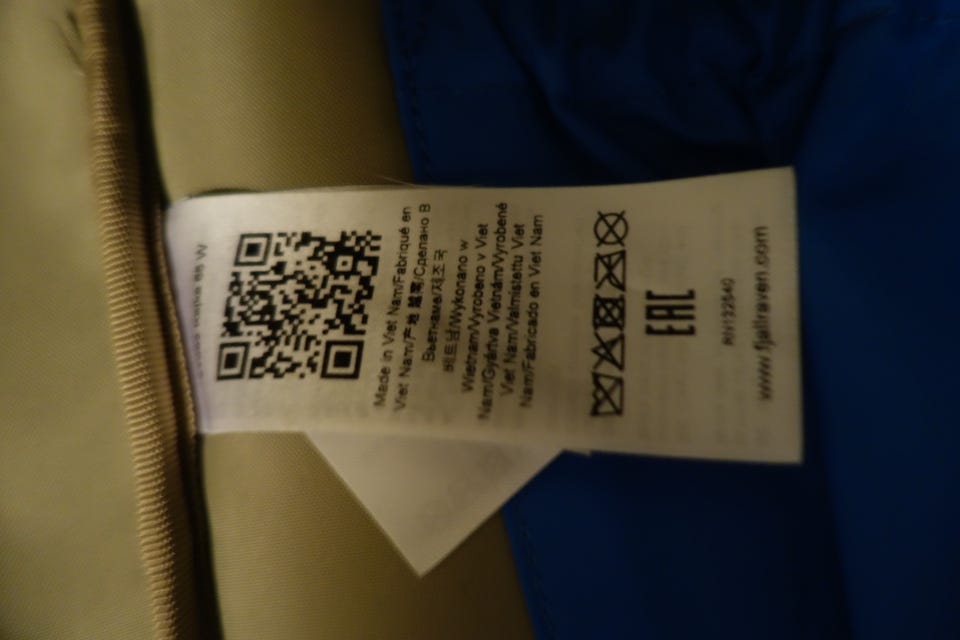 Made in Viet Nam/Fabriqué en
Viet Nam/产地 越南/Сделано В
Вьетнаме/제조국
베트남/Wykonano w
Wietnam/Vyrobeno v Viet
Nam/Gyártva Vietnám/Vyrobené
Viet Nam/Valmistettu Viet
Nam/Fabricado en Viet Nam
EAC
RN132540
www.fjallraven.com